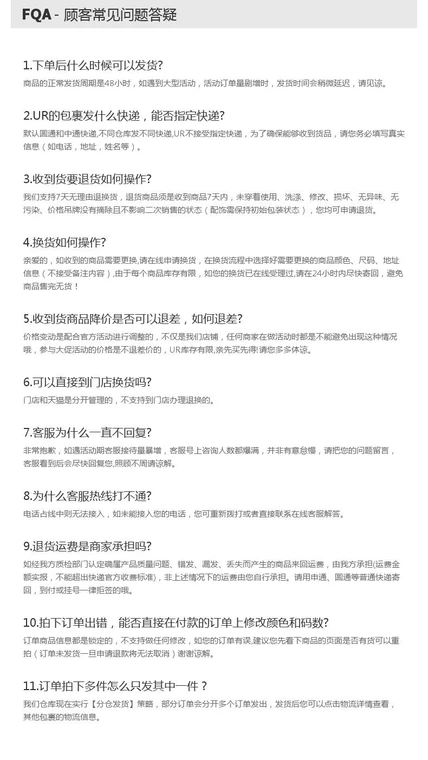 FQA - 顾客常见问题答疑
1.下单后什么时候可以发货?
商品的正常发货周期是48小时，如遇到大型活动，活动订单量剧增时，发货时间会稍微延迟，请见谅。
2.UR的包裹发什么快递，能否指定快递?
默认圆通和中通快递,不同仓库发不同快递,UR不接受指定快递，为了确保能够收到货品，请您务必填写真实
信息（如电话，地址，姓名等）。
3.收到货要退货如何操作?
我们支持7天无理由退换货，退货商品须是收到商品7天内，未穿着使用、洗涤、修改、损坏、无异味、无
污染、价格吊牌没有摘除且不影响二次销售的状态（配饰需保持初始包装状态），您均可申请退货。
4.换货如何操作?
亲爱的，如收到的商品需要更换,请在线申请换货，在换货流程中选择好需要更换的商品颜色、尺码、地址
信息（不接受备注内容）,由于每个商品库存有限，如您的换货已在线受理过,请在24小时内尽快寄回，避免
商品售完无货！
5.收到货商品降价是否可以退差，如何退差?
价格变动是配合官方活动进行调整的，不仅是我们店铺，任何商家在做活动时都是不能避免出现这种情况
哦，参与大促活动的价格是不退差价的，UR库存有限,亲先买先得!请您多多体谅。
6.可以直接到门店换货吗?
门店和天猫是分开管理的，不支持到门店办理退换的。
7.客服为什么一直不回复?
非常抱歉，如遇活动期客服接待量暴增，客服号上咨询人数都爆满，并非有意怠慢，请把您的问题留言，
客服看到后会尽快回复您,照顾不周请谅解。
8.为什么客服热线打不通?
电话占线中则无法接入，如未能接入您的电话，您可重新拨打或者直接联系在线客服解答。
9.退货运费是商家承担吗?
如经我方质检部门认定确属产品质量问题、错发、漏发、丢失而产生的商品来回运费，由我方承担(运费金
额实报，不能超出快递官方收费标准)，非上述情况下的运费由您自行承担。请用申通、圆通等普通快递寄
回，到付或挂号一律拒签的哦。
10.拍下订单出错，能否直接在付款的订单上修改颜色和码数?
订单商品信息都是锁定的，不支持做任何修改，如您的订单有误,建议您先看下商品的页面是否有货可以重
拍（订单未发货一旦申请退款将无法取消）谢谢谅解。
11.订单拍下多件怎么只发其中一件？
我们仓库现在实行【分仓发货】策略，部分订单会分开多个订单发出，发货后您可以点击物流详情查看，
其他包裹的物流信息。